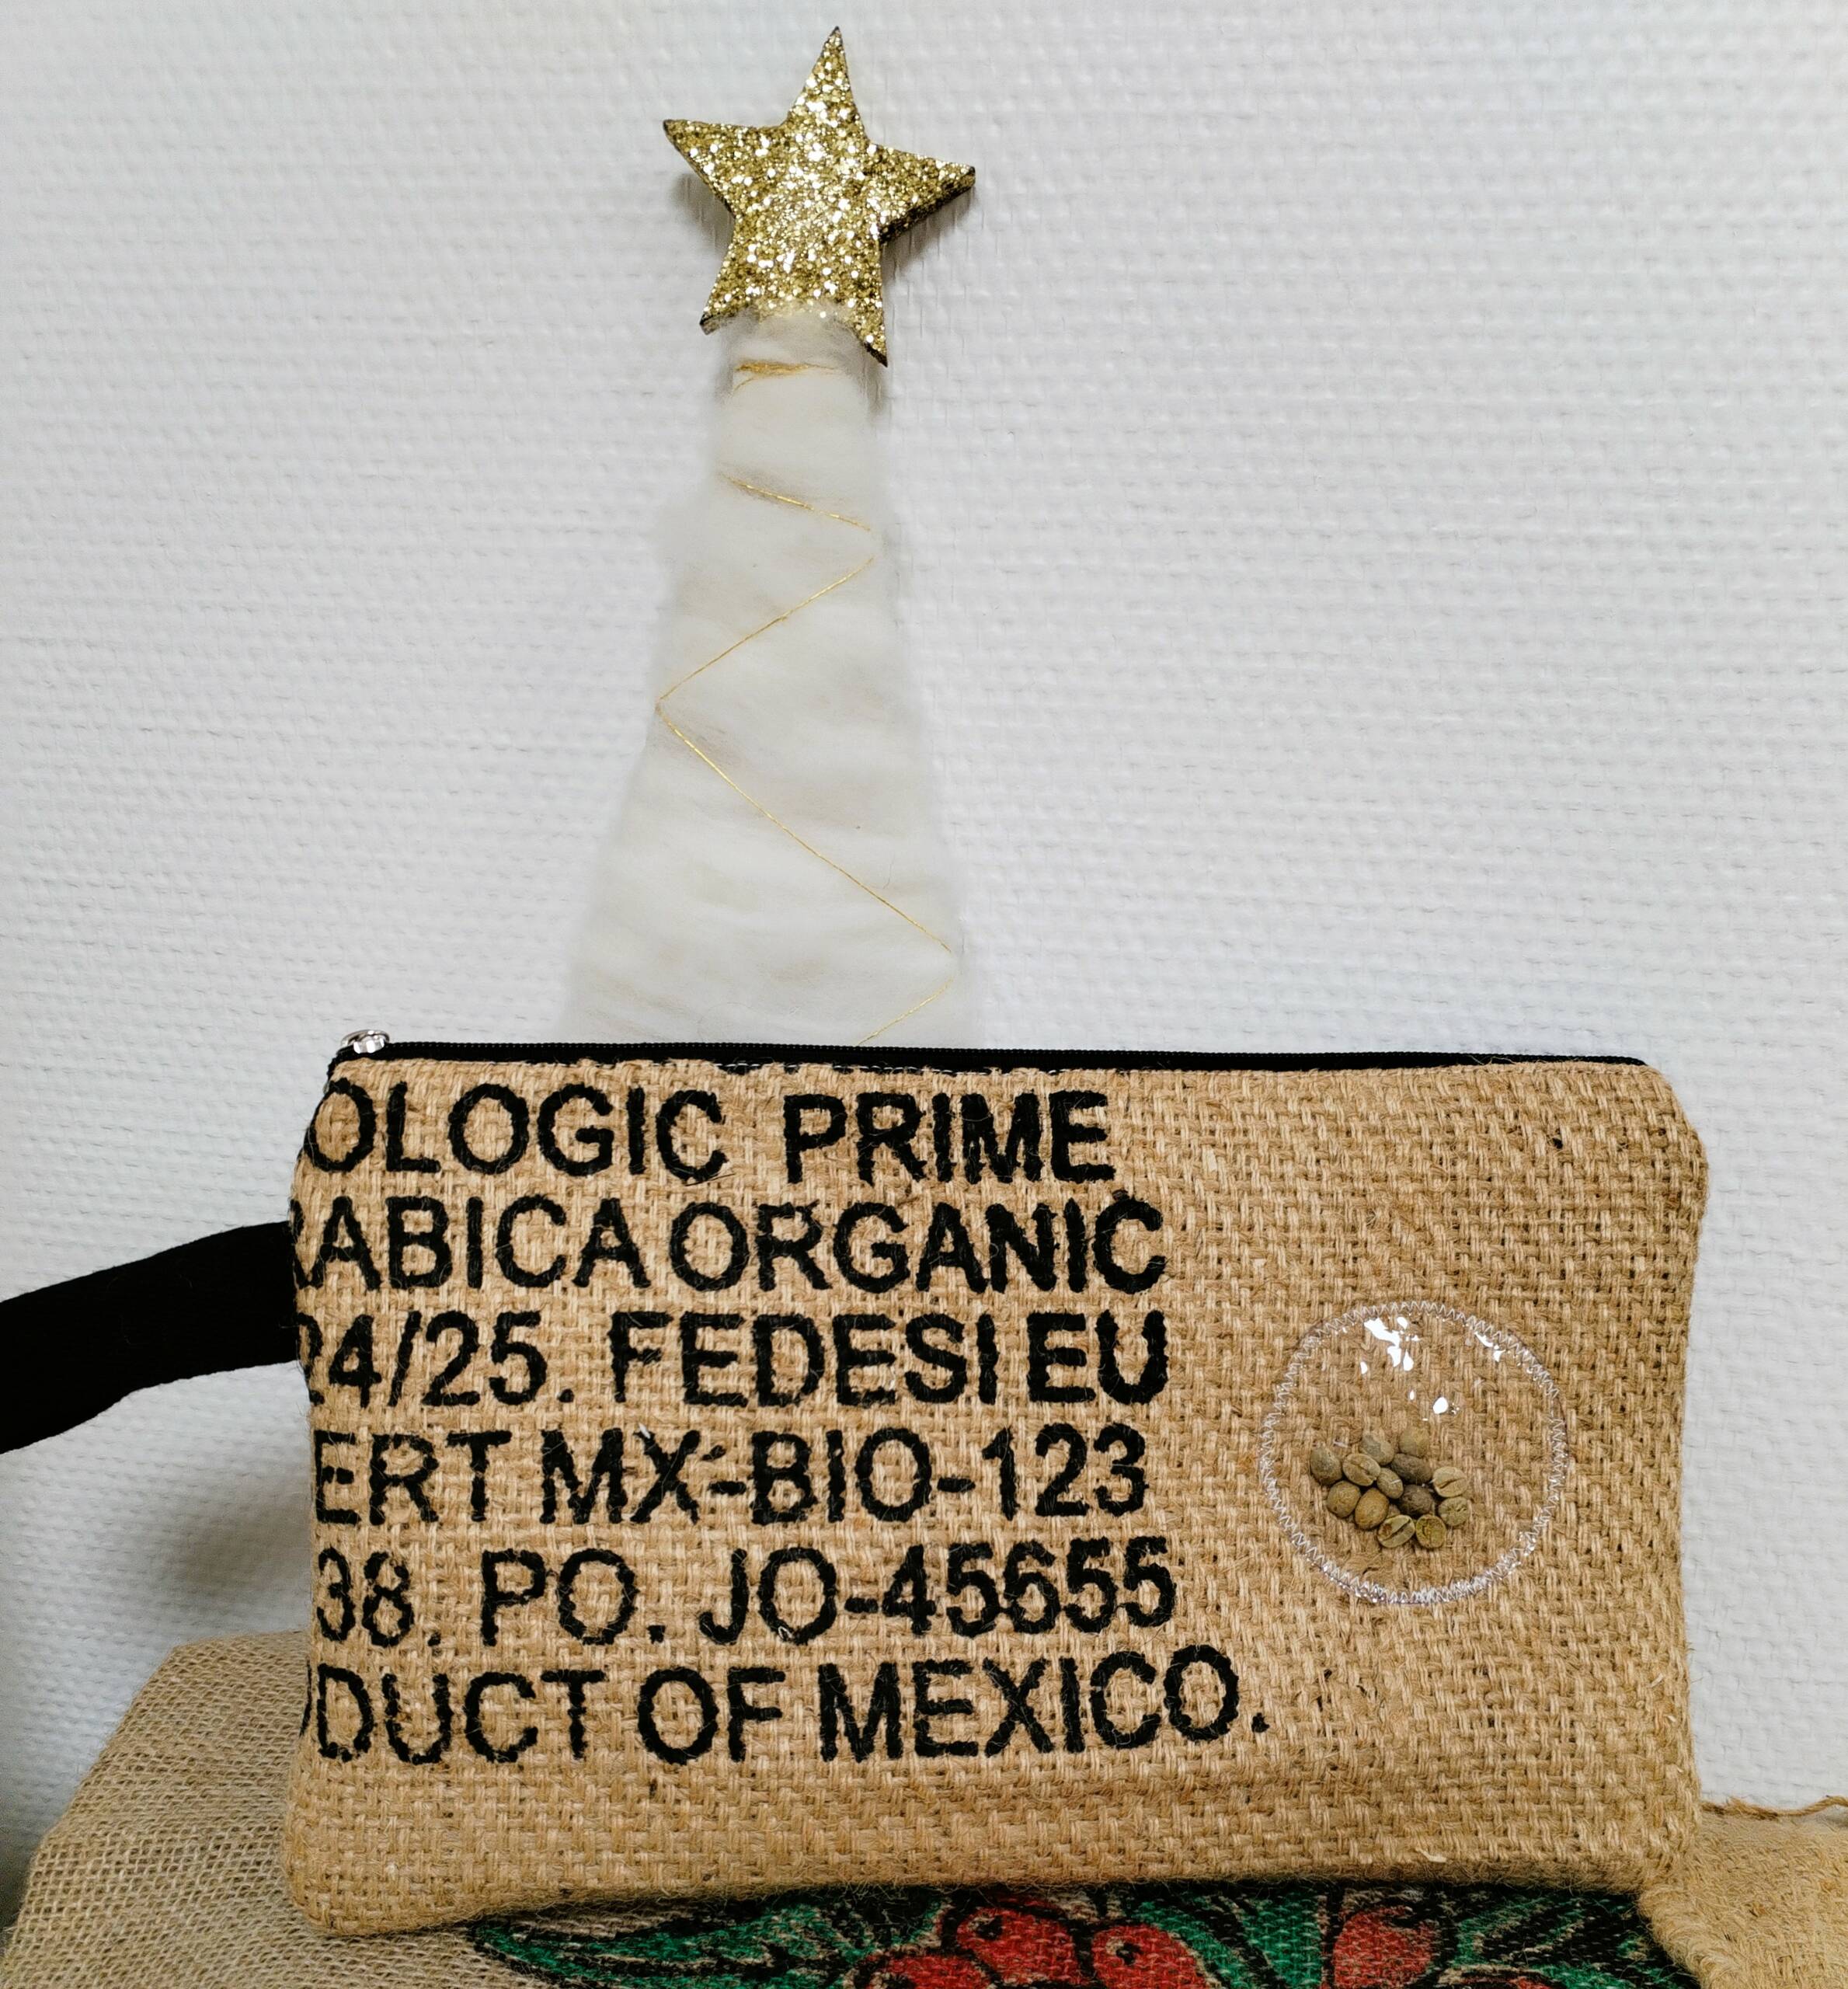 OLOGIC PRIME
RABICA ORGANIC
24/25. FEDESI EU
ERT MX-BIO-123
38. PO. JO-45655
DUCT OF MEXICO.